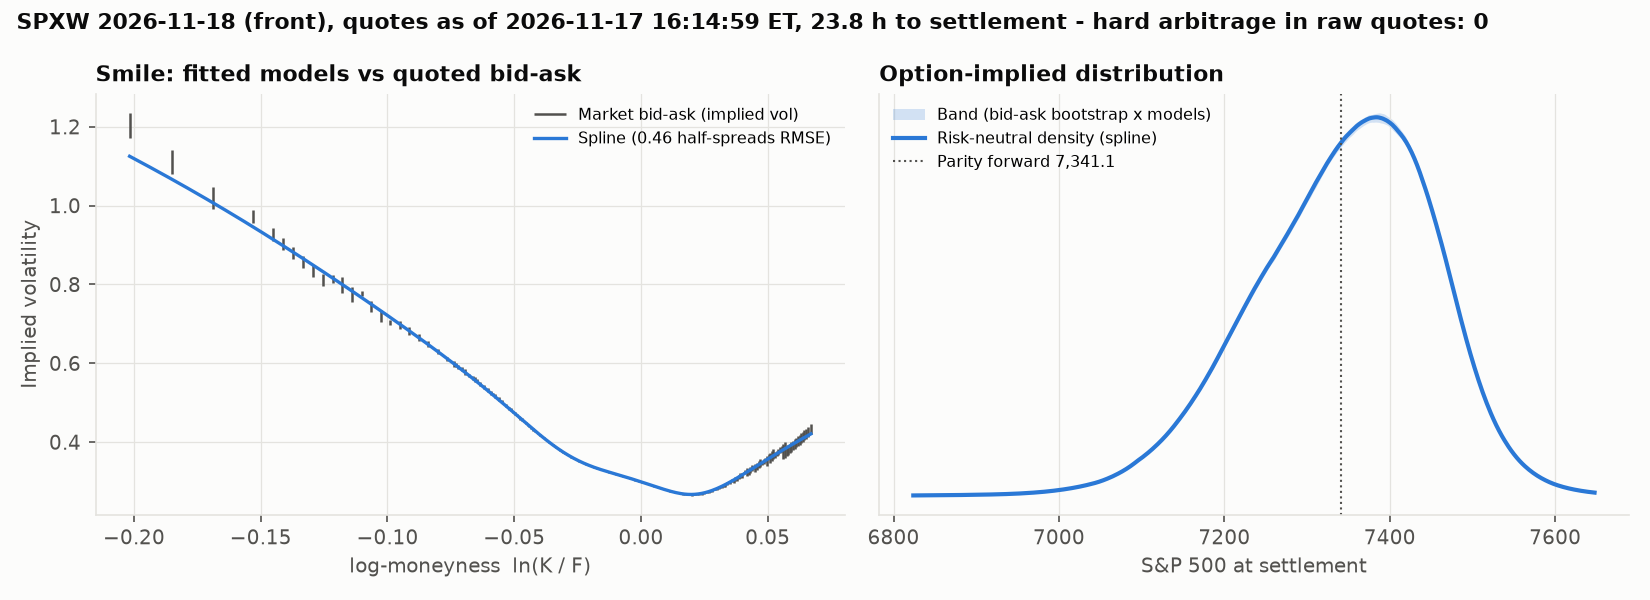 SPXW 2026-11-18 (front), quotes as of 2026-11-17 16:14:59 ET, 23.8 h to settlement - hard arbitrage in raw quotes: 0
Smile: fitted models vs quoted bid-ask
Market bid-ask (implied vol)
Spline (0.46 half-spreads RMSE)
Implied volatility
1.2
1.0
0.8
0.6
0.4
−0.20
−0.15
−0.10
−0.05
0.00
0.05
log-moneyness ln(K / F)
Option-implied distribution
Band (bid-ask bootstrap x models)
Risk-neutral density (spline)
Parity forward 7,341.1
6800
7000
7200
7400
7600
S&P 500 at settlement